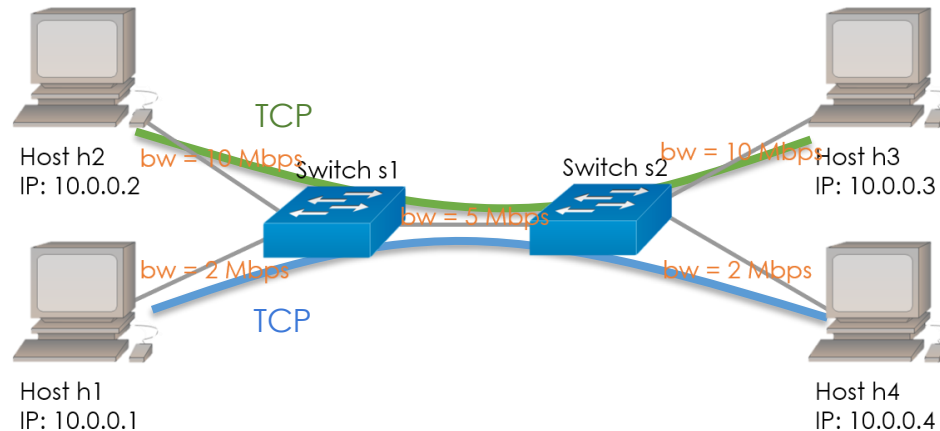 TCP
Host h2
IP: 10.0.0.2
bw = 10 Mbps
Switch s1
Switch s2
bw = 10 Mbps
Host h3
IP: 10.0.0.3
bw = 5 Mbps
bw = 2 Mbps
bw = 2 Mbps
TCP
Host h1
IP: 10.0.0.1
Host h4
IP: 10.0.0.4